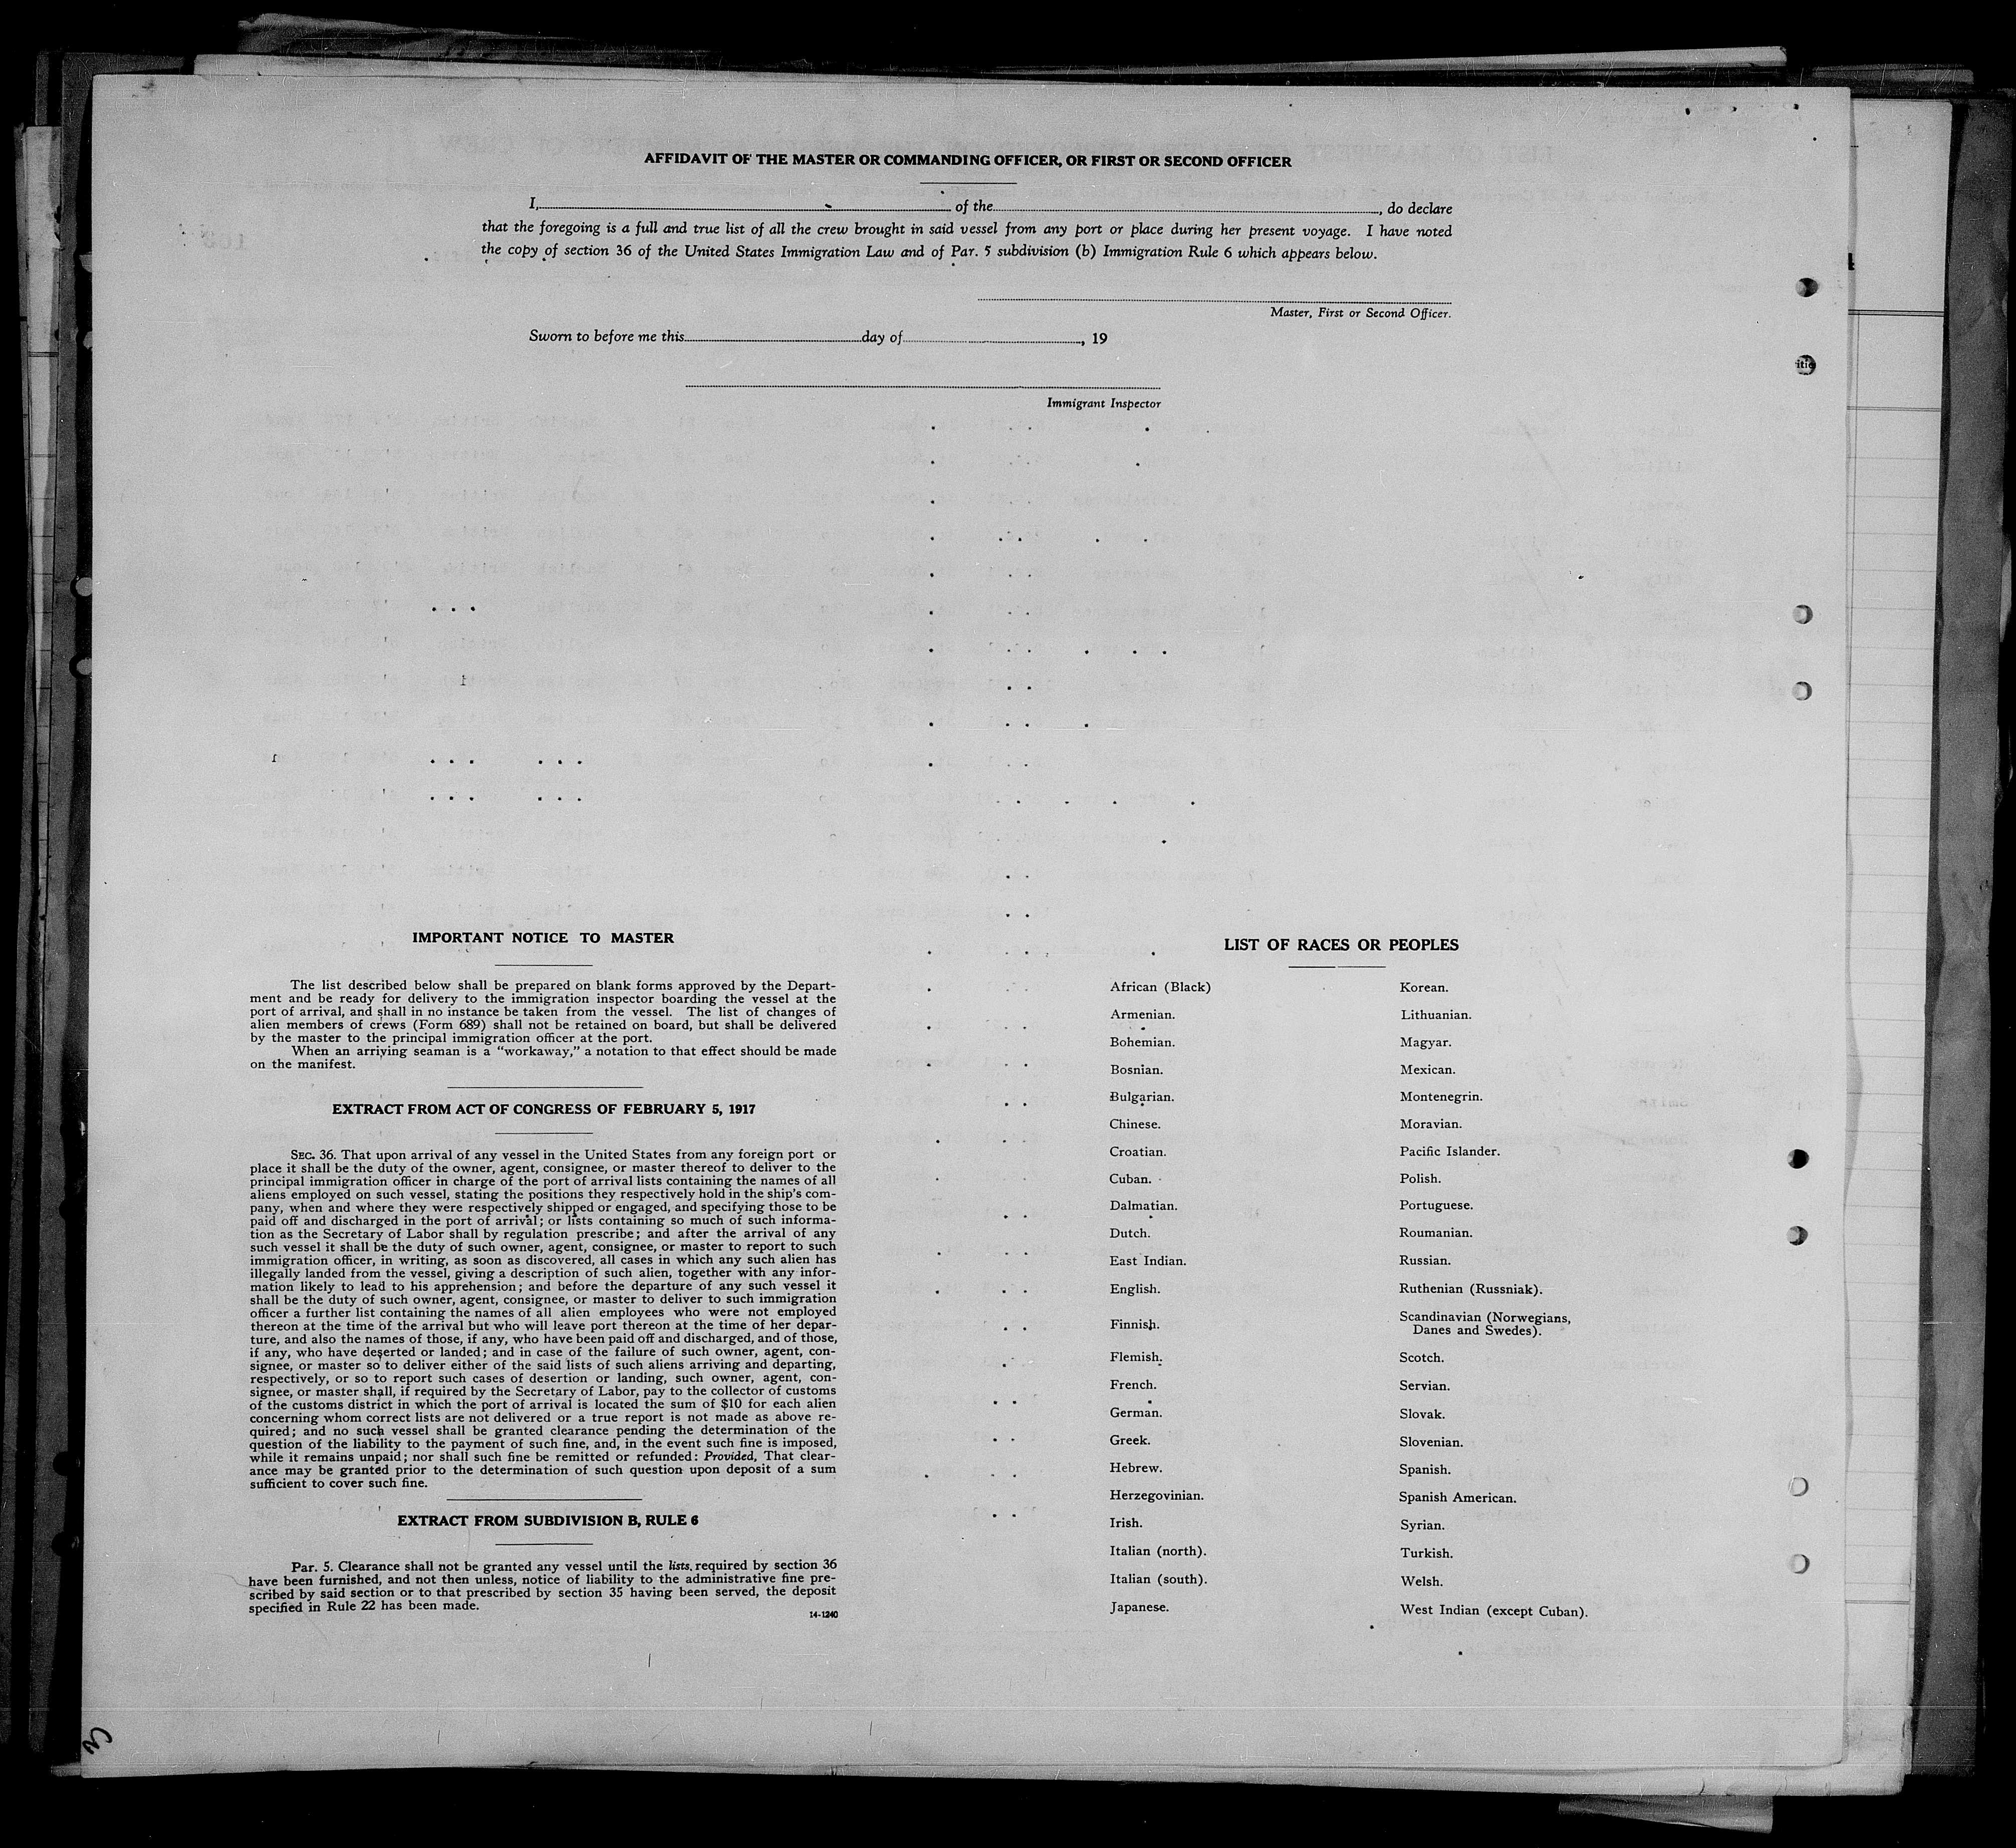 AFFIDAVIT OF THE MASTER OR COMMANDING OFFICER, OR FIRST OR SECOND OFFICER
I, of the , do declare
that the foregoing is a full and true list of all the crew brought in said vessel from any port or place during her present voyage. I have noted
the copy of section 36 of the United States Immigration Law and of Par. 5 subdivision (b) Immigration Rule 6 which appears below.
Master, First or Second Officer.
Sworn to before me this day of , 19
Immigrant Inspector
IMPORTANT NOTICE TO MASTER
The list described below shall be prepared on blank forms approved by the Depart-
ment and be ready for delivery to the immigration inspector boarding the vessel at the
port of arrival, and shall in no instance be taken from the vessel. The list of changes of
alien members of crews (Form 689) shall not be retained on board, but shall be delivered
by the master to the principal immigration officer at the port.
When an arriving seaman is a “workaway,” a notation to that effect should be made
on the manifest.
EXTRACT FROM ACT OF CONGRESS OF FEBRUARY 5, 1917
SEC. 36. That upon arrival of any vessel in the United States from any foreign port or
place it shall be the duty of the owner, agent, consignee, or master thereof to deliver to the
principal immigration officer in charge of the port of arrival lists containing the names of all
aliens employed on such vessel, stating the positions they respectively hold in the ship's com-
pany, when and where they were respectively shipped or engaged, and specifying those to be
paid off and discharged in the port of arrival; or lists containing so much of such informa-
tion as the Secretary of Labor shall by regulation prescribe; and after the arrival of any
such vessel it shall be the duty of such owner, agent, consignee, or master to report to such
immigration officer, in writing, as soon as discovered, all cases in which any such alien has
illegally landed from the vessel, giving a description of such alien, together with any infor-
mation likely to lead to his apprehension; and before the departure of any such vessel it
shall be the duty of such owner, agent, consignee, or master to deliver to such immigration
officer a further list containing the names of all alien employees who were not employed
thereon at the time of the arrival but who will leave port thereon at the time of her depar-
ture, and also the names of those, if any, who have been paid off and discharged, and of those,
if any, who have deserted or landed; and in case of the failure of such owner, agent, con-
signee, or master so to deliver either of the said lists of such aliens arriving and departing,
respectively, or so to report such cases of desertion or landing, such owner, agent, con-
signee, or master shall, if required by the Secretary of Labor, pay to the collector of customs
of the customs district in which the port of arrival is located the sum of $10 for each alien
concerning whom correct lists are not delivered or a true report is not made as above re-
quired; and no such vessel shall be granted clearance pending the determination of the
question of the liability to the payment of such fine, and, in the event such fine is imposed,
while it remains unpaid; nor shall such fine be remitted or refunded: Provided, That clear-
ance may be granted prior to the determination of such question upon deposit of a sum
sufficient to cover such fine.
EXTRACT FROM SUBDIVISION B, RULE 6
Par. 5. Clearance shall not be granted any vessel until the lists, required by section 36
have been furnished, and not then unless, notice of liability to the administrative fine pre-
scribed by said section or to that prescribed by section 35 having been served, the deposit
specified in Rule 22 has been made.
14-1240
LIST OF RACES OR PEOPLES
African (Black)
Armenian.
Bohemian.
Bosnian.
Bulgarian.
Chinese.
Croatian.
Cuban.
Dalmatian.
Dutch.
East Indian.
English.
Finnish.
Flemish.
French.
German.
Greek.
Hebrew.
Herzegovinian.
Irish.
Italian (north).
Italian (south).
Japanese.
Korean.
Lithuanian.
Magyar.
Mexican.
Montenegrin.
Moravian.
Pacific Islander.
Polish.
Portuguese.
Roumanian.
Russian.
Ruthenian (Russniak).
Scandinavian (Norwegians,
Danes and Swedes).
Scotch.
Servian.
Slovak.
Slovenian.
Spanish.
Spanish American.
Syrian.
Turkish.
Welsh.
West Indian (except Cuban).